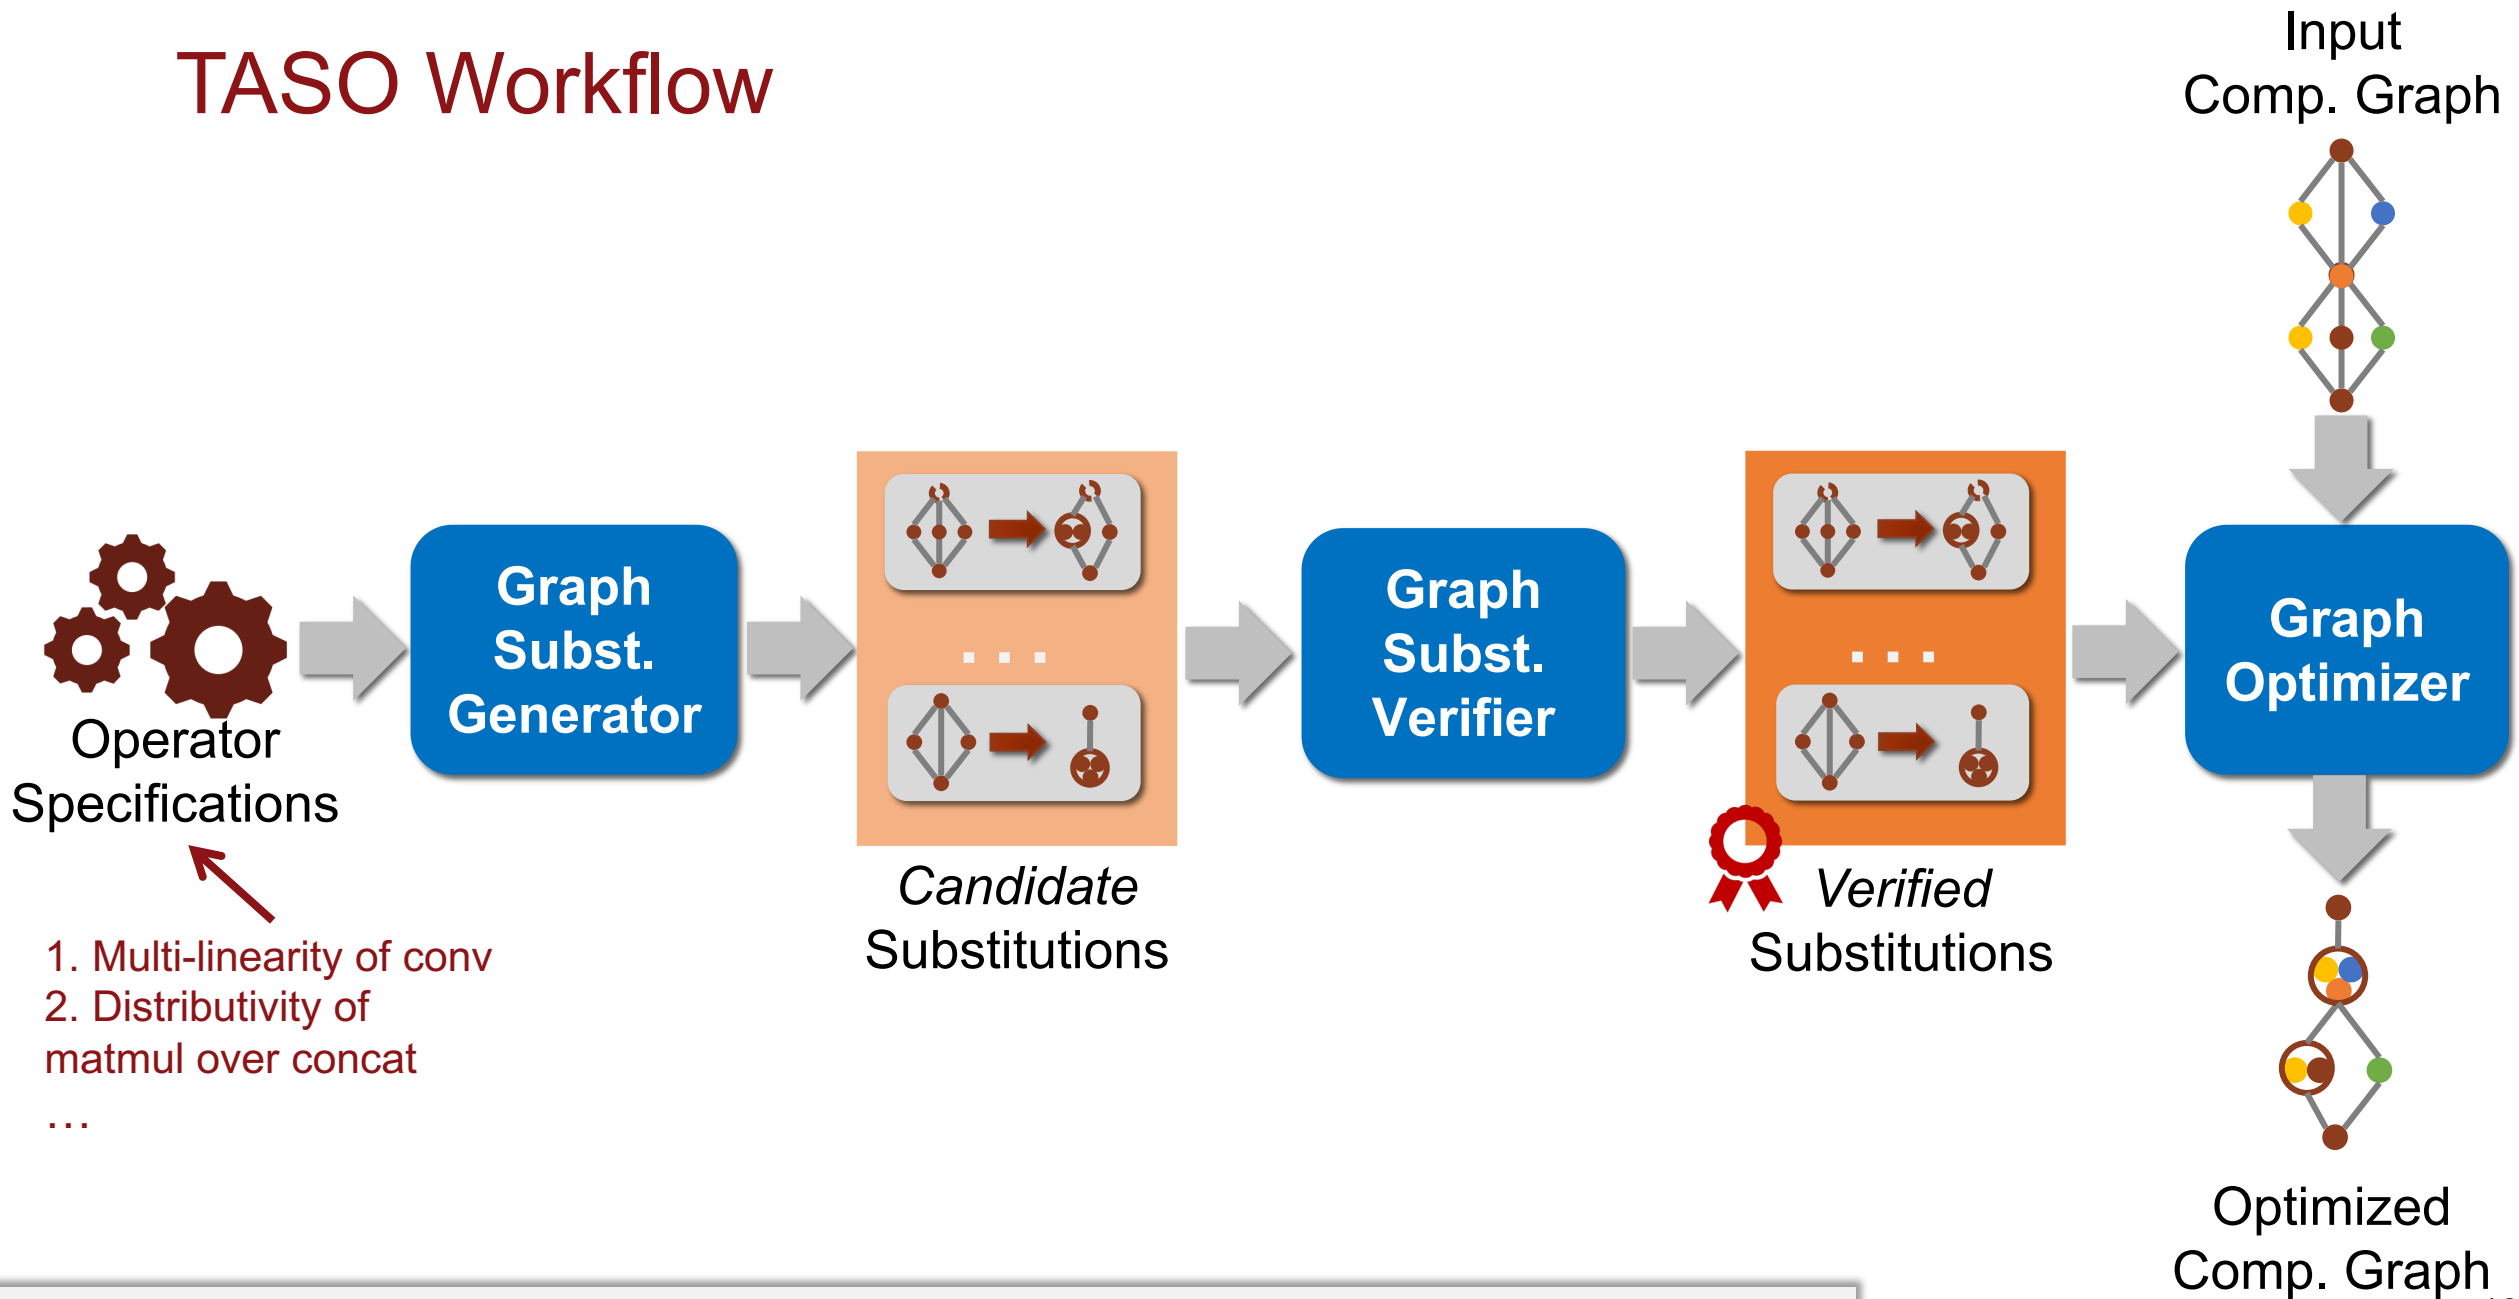 TASO Workflow
Input
Comp. Graph
Graph
Subst.
Generator
. . .
Graph
Subst.
Verifier
. . .
Graph
Optimizer
Operator
Specifications
Candidate
Substitutions
Verified
Substitutions
1. Multi-linearity of conv
2. Distributivity of
matmul over concat
…
Optimized
Comp. Graph